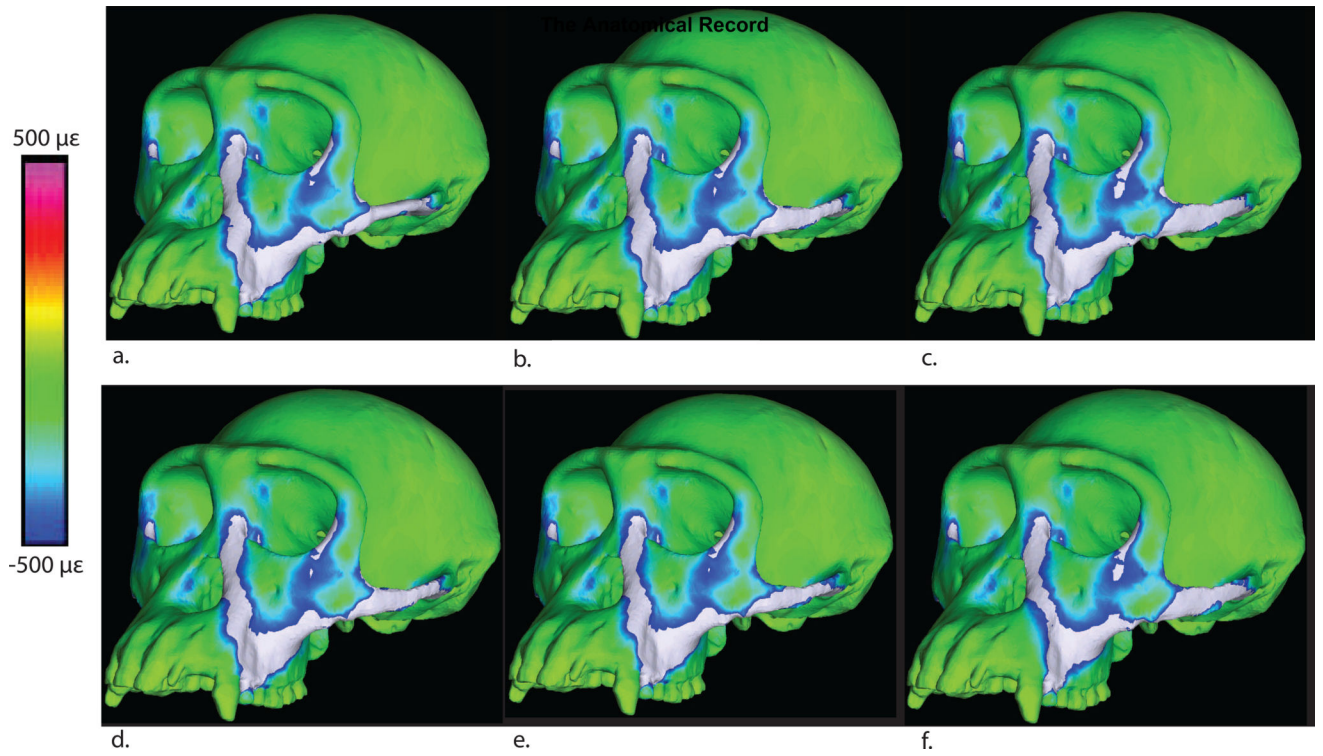 The Anatomical Record
500 µε
-500 µε
a.
b.
c.
d.
e.
f.